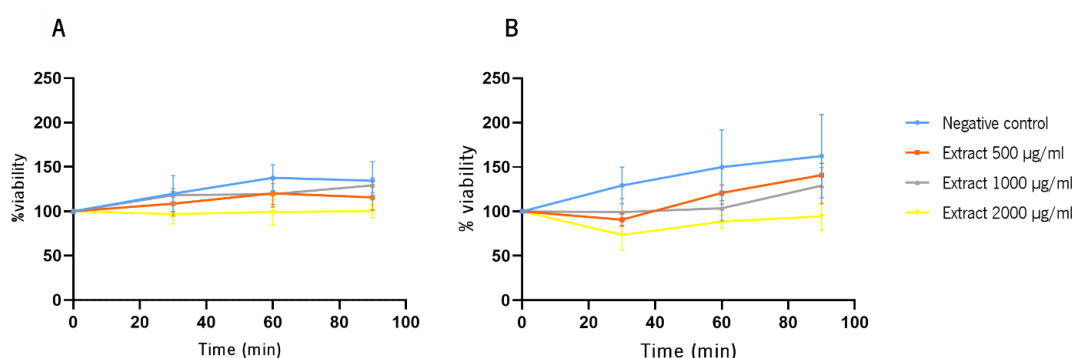 A
B
%viability
250
200
150
100
50
0
0
20
40
60
80
100
Time (min)
% viability
250
200
150
100
50
0
0
20
40
60
80
100
Time (min)
Negative control
Extract 500 µg/ml
Extract 1000 µg/ml
Extract 2000 µg/ml